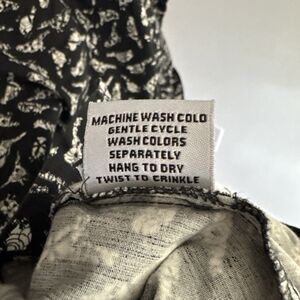 MACHINE WASH COLD
GENTLE CYCLE
WASH COLORS
SEPARATELY
HANG TO DRY
TWIST TO CRINKLE